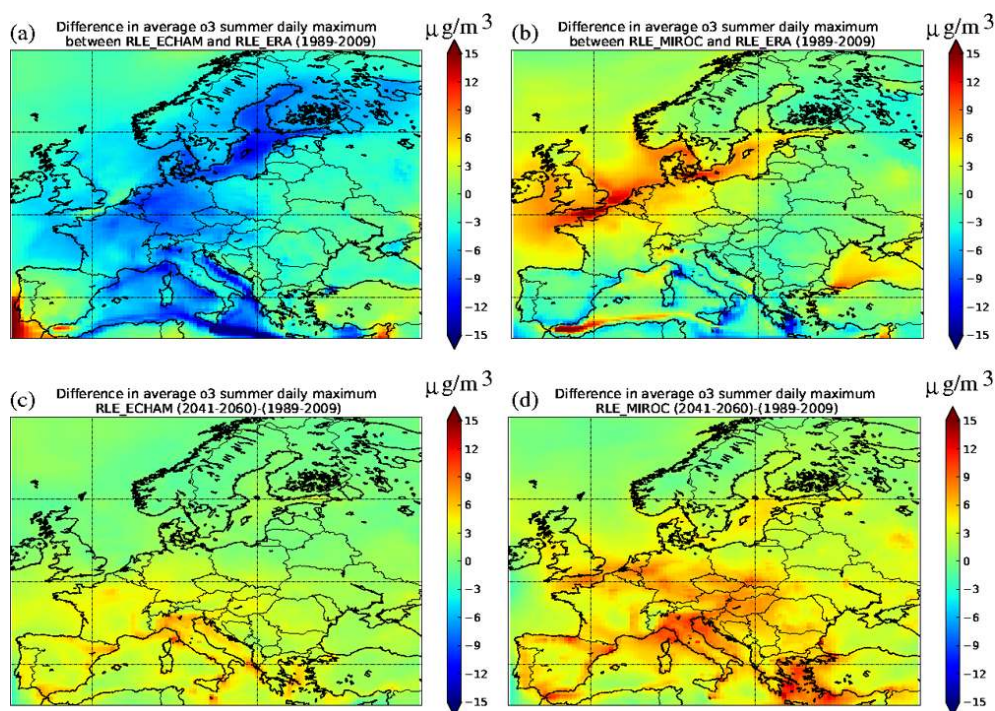 (a)
Difference in average o3 summer daily maximum
between RLE_ECHAM and RLE_ERA (1989-2009)
μ g/m3
15
12
9
6
3
0
−3
−6
−9
−12
−15
(b)
Difference in average o3 summer daily maximum
between RLE_MIROC and RLE_ERA (1989-2009)
μ g/m3
15
12
9
6
3
0
−3
−6
−9
−12
−15
(c)
Difference in average o3 summer daily maximum
RLE_ECHAM (2041-2060)-(1989-2009)
μ g/m3
15
12
9
6
3
0
−3
−6
−9
−12
−15
(d)
Difference in average o3 summer daily maximum
RLE_MIROC (2041-2060)-(1989-2009)
μ g/m3
15
12
9
6
3
0
−3
−6
−9
−12
−15